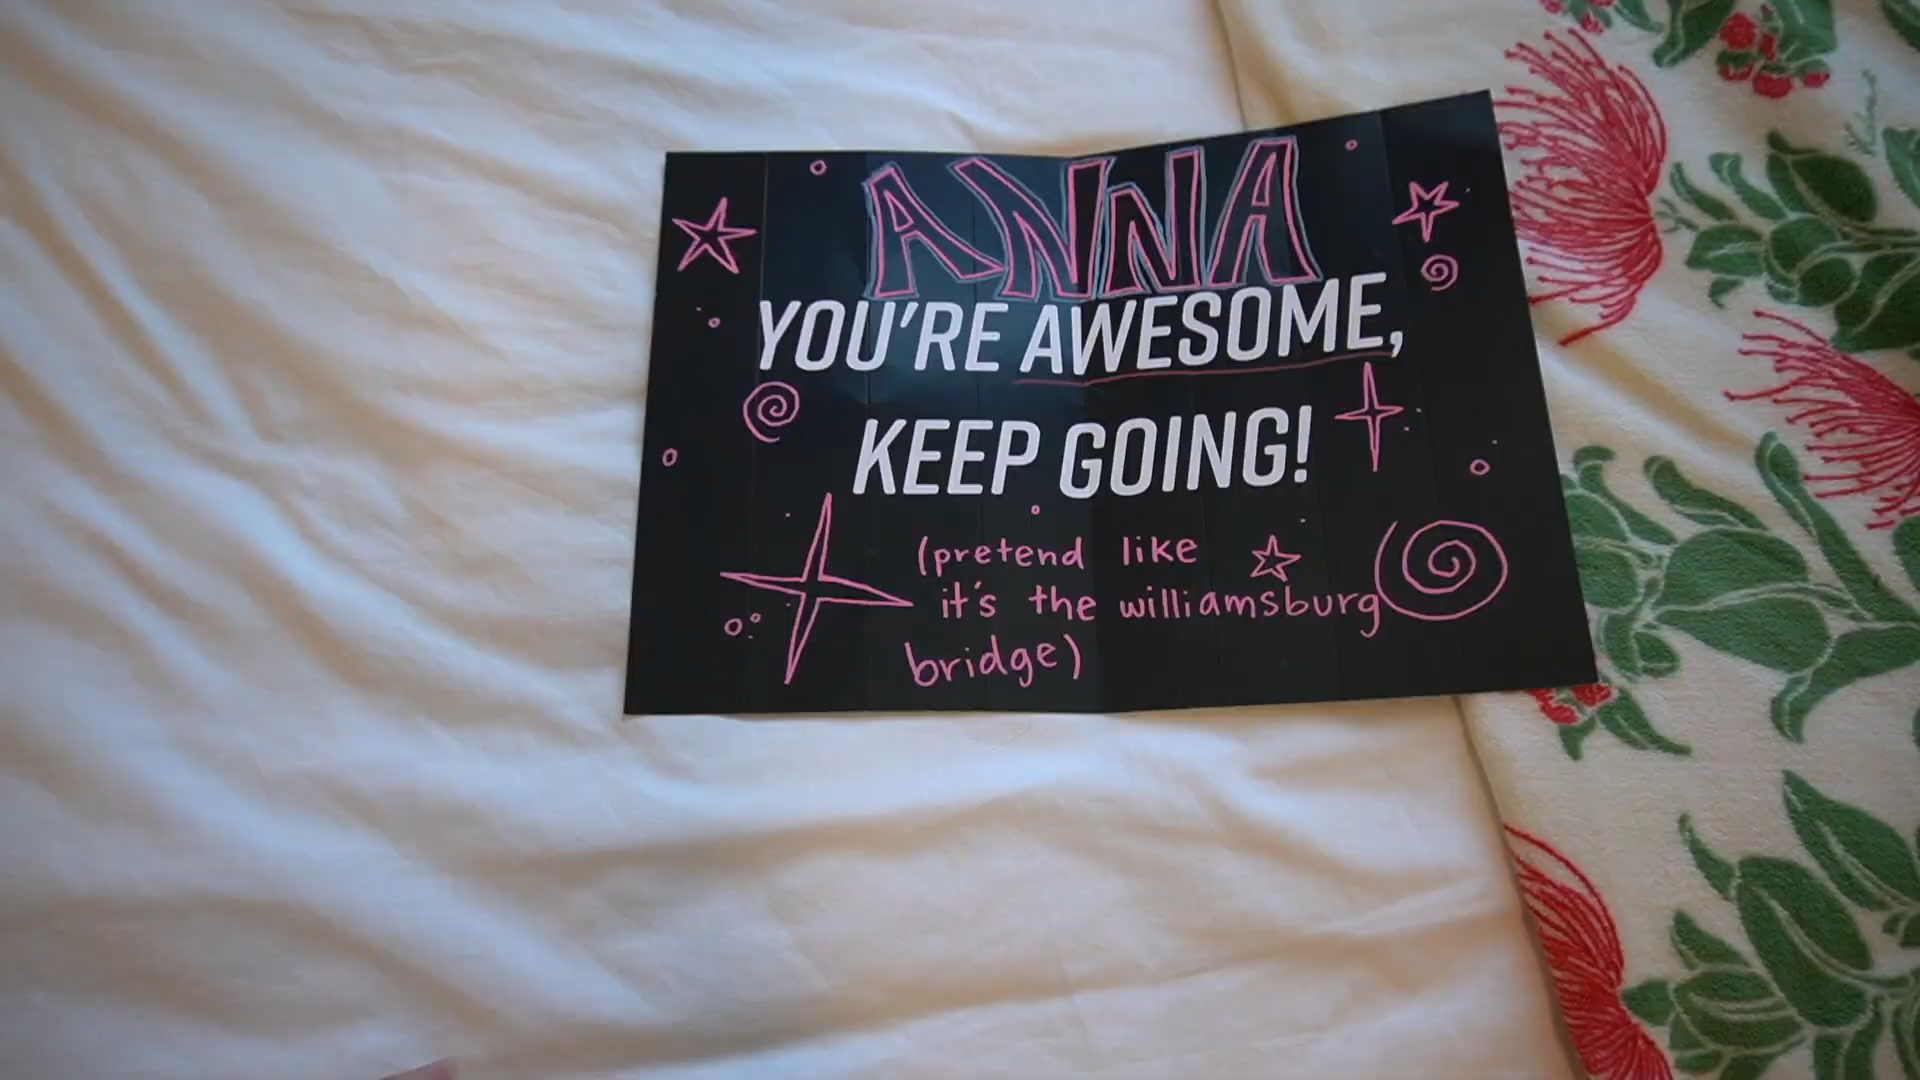 ANNA
YOU'RE AWESOME,
KEEP GOING!
(pretend like
it's the williamsburg
bridge)